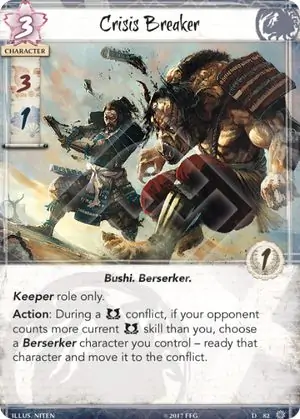 Crisis Breaker
3
CHARACTER
3
1
Bushi. Berserker.
1
Keeper role only.
Action: During a conflict, if your opponent
counts more current skill than you, choose
a Berserker character you control – ready
that character and move it to the conflict.
ILLUS. NITEN
©2017 FFG
D 82